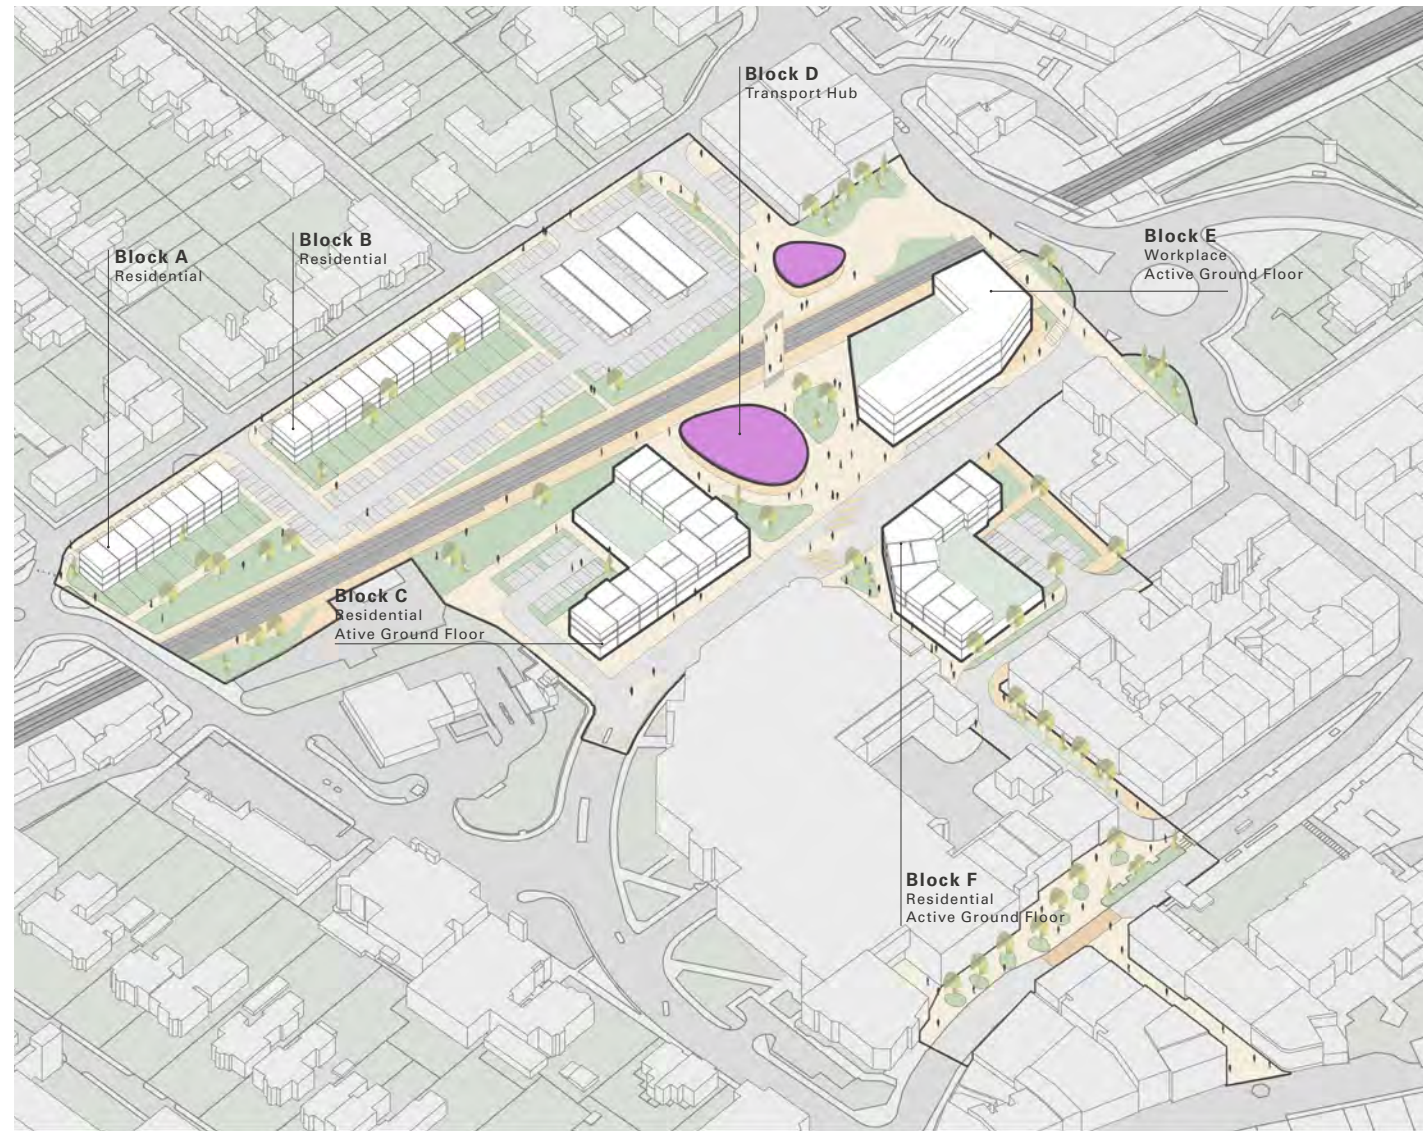 Block D
Transport Hub
Block E
Workplace
Active Ground Floor
Block B
Residential
Block A
Residential
Block C
Residential
Ative Ground Floor
Block F
Residential
Active Ground Floor